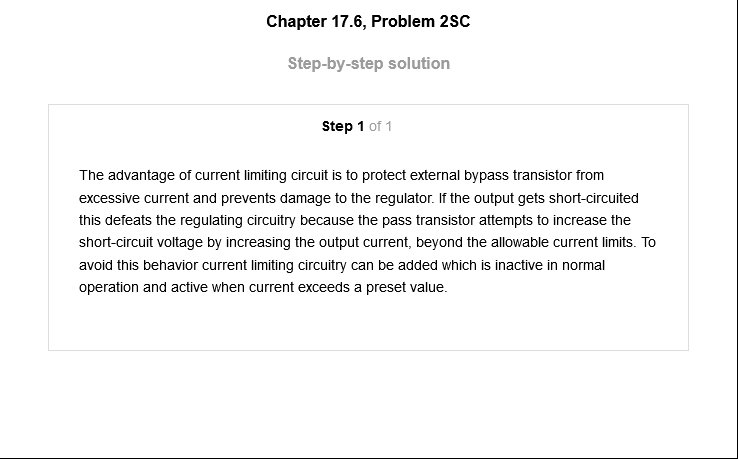 Chapter 17.6, Problem 2SC
Step-by-step solution
Step 1 of 1
The advantage of current limiting circuit is to protect external bypass transistor from
excessive current and prevents damage to the regulator. If the output gets short-circuited
this defeats the regulating circuitry because the pass transistor attempts to increase the
short-circuit voltage by increasing the output current, beyond the allowable current limits. To
avoid this behavior current limiting circuitry can be added which is inactive in normal
operation and active when current exceeds a preset value.